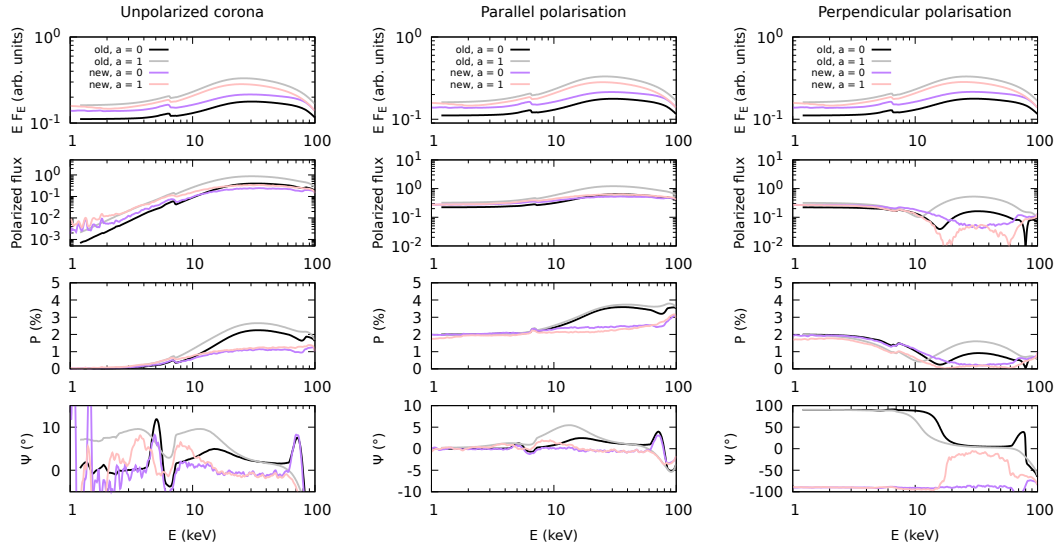 Unpolarized corona
Parallel polarisation
Perpendicular polarisation
E F_E (arb. units)
10^0
10^-1
old, a = 0
old, a = 1
new, a = 0
new, a = 1
1
10
100
E F_E (arb. units)
10^0
10^-1
old, a = 0
old, a = 1
new, a = 0
new, a = 1
1
10
100
E F_E (arb. units)
10^0
10^-1
old, a = 0
old, a = 1
new, a = 0
new, a = 1
1
10
100
Polarized flux
10^0
10^-1
10^-2
10^-3
1
10
100
Polarized flux
10^1
10^0
10^-1
10^-2
1
10
100
Polarized flux
10^1
10^0
10^-1
10^-2
1
10
100
P (%)
5
4
3
2
1
0
1
10
100
P (%)
5
4
3
2
1
0
1
10
100
P (%)
5
4
3
2
1
0
1
10
100
Ψ (°)
10
0
1
10
100
E (keV)
Ψ (°)
10
5
0
-5
-10
1
10
100
E (keV)
Ψ (°)
100
50
0
-50
-100
1
10
100
E (keV)